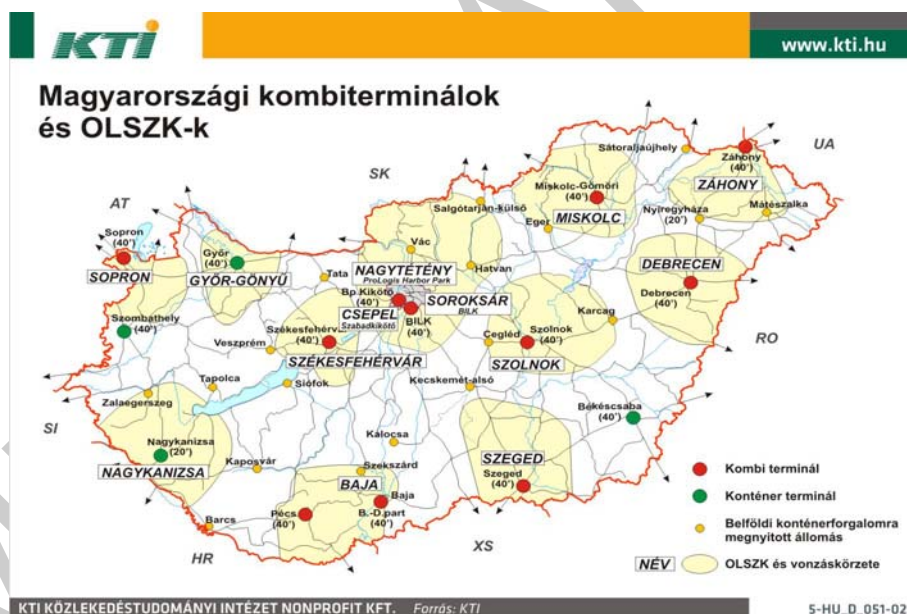 KTI
www.kti.hu
Magyarországi kombiterminálok
és OLSZK-k
AT
SK
UA
RO
SI
HR
XS
Sátoraljaújhely
Záhony
(40')
ZÁHONY
Miskolc-Gömöri
(40')
MISKOLC
Nyíregyháza
(20')
Mátészalka
Salgótarján-külső
Eger
Sopron
(40')
SOPRON
Győr
(40')
GYŐR-GÖNYŰ
Vác
Tata
NAGYTÉTÉNY
ProLogis Harbor Park
Hatvan
DEBRECEN
Debrecen
(40')
Bp.Kikötő
(40')
SOROKSÁR
BILK
CSEPEL
Szabadkikötő
BILK
(40')
Szombathely
(40')
Veszprém
Székesfehérvár
(40')
SZÉKESFEHÉRVÁR
Cegléd
Szolnok
(40')
SZOLNOK
Karcag
Tapolca
Siófok
Kecskemét-alsó
Zalaegerszeg
Békéscsaba
(40')
Nagykanizsa
(20')
NAGYKANIZSA
Kaposvár
Kalocsa
Szekszárd
BAJA
Baja
B.-D.part
(40')
Pécs
(40')
Barcs
SZEGED
Szeged
(40')
Kombi terminál
Konténer terminál
Belföldi konténerforgalomra
megnyitott állomás
NÉV
OLSZK és vonzáskörzete
KTI KÖZLEKEDÉSTUDOMÁNYI INTÉZET NONPROFIT KFT. Forrás: KTI
5-HU_D_051-02